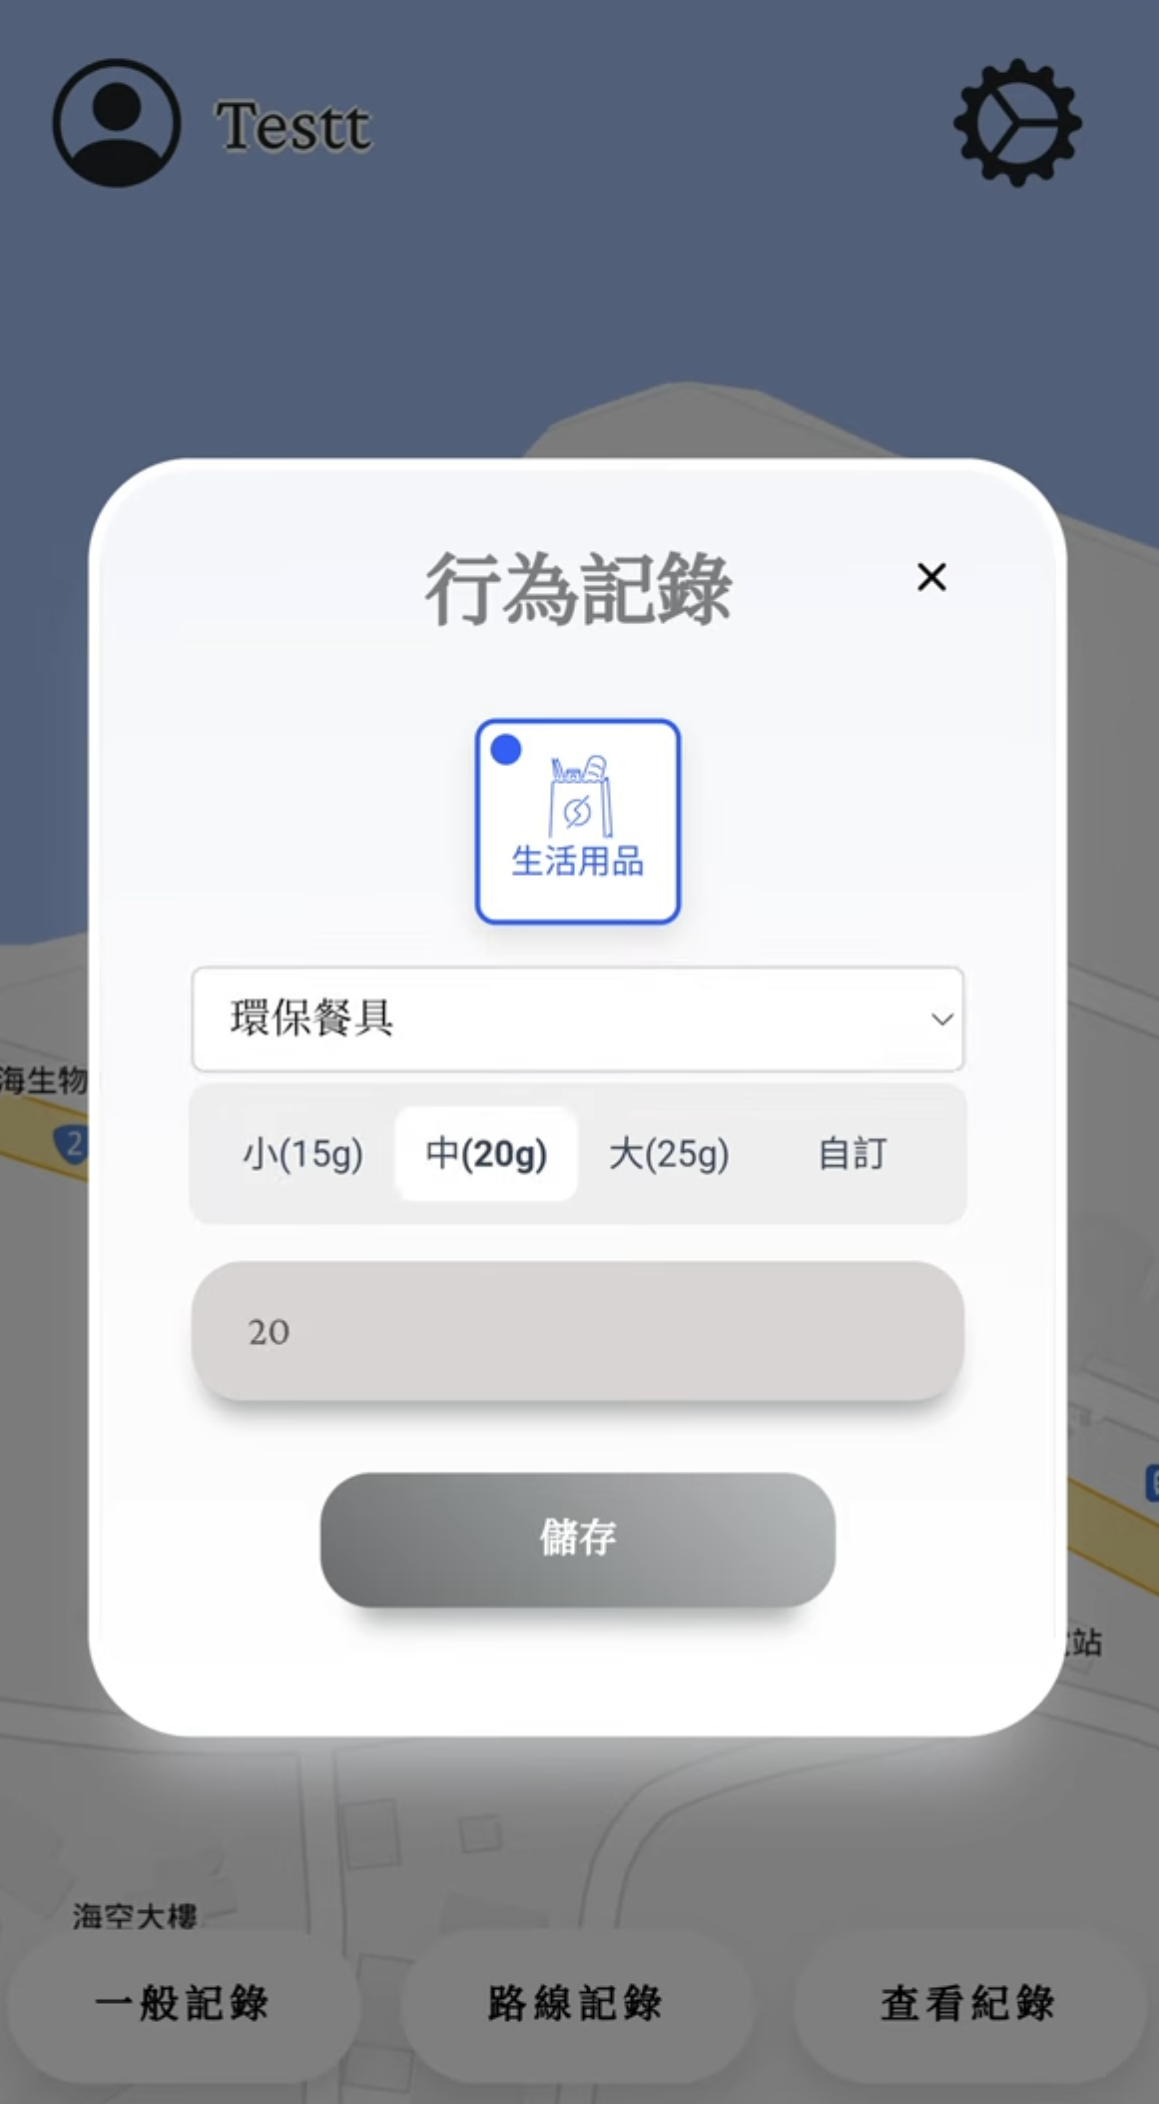 Testt
行為記錄
生活用品
環保餐具
小(15g) 中(20g) 大(25g) 自訂
海生物
2
20
儲存
站
海空大樓
一般記錄 路線記錄 查看紀錄